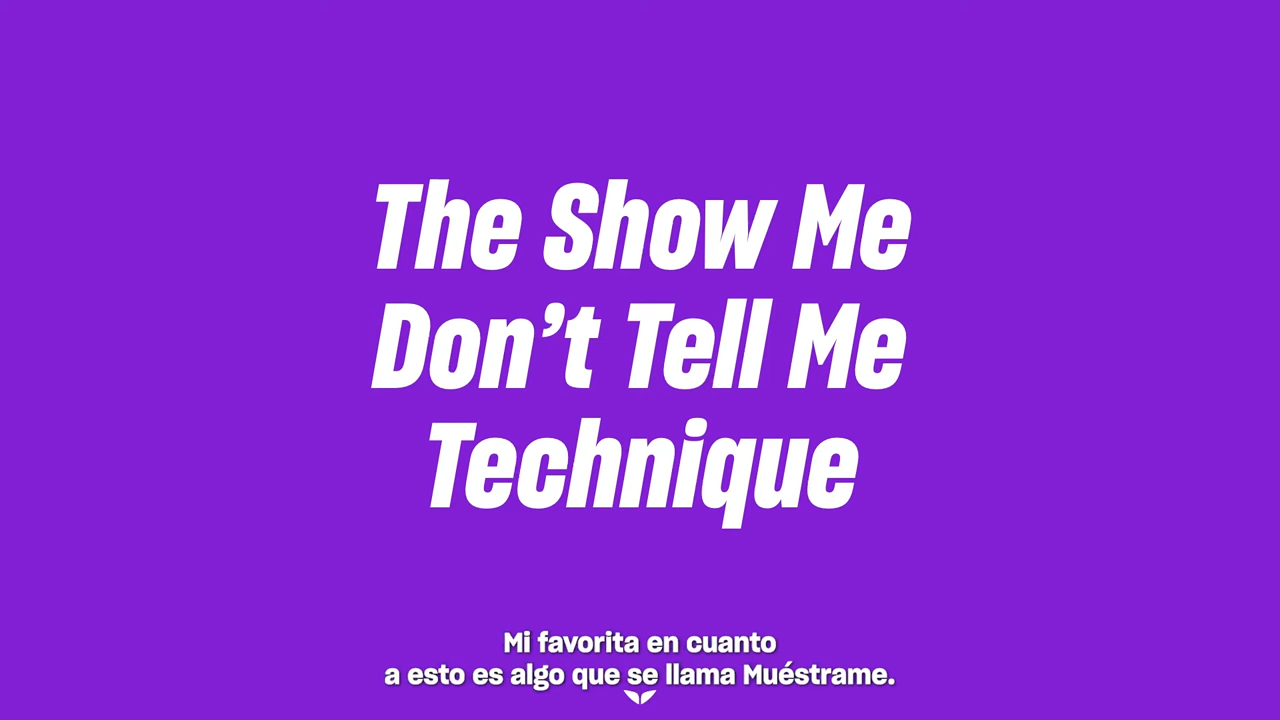 The Show Me
Don’t Tell Me
Technique
Mi favorita en cuanto
a esto es algo que se llama Muéstrame.